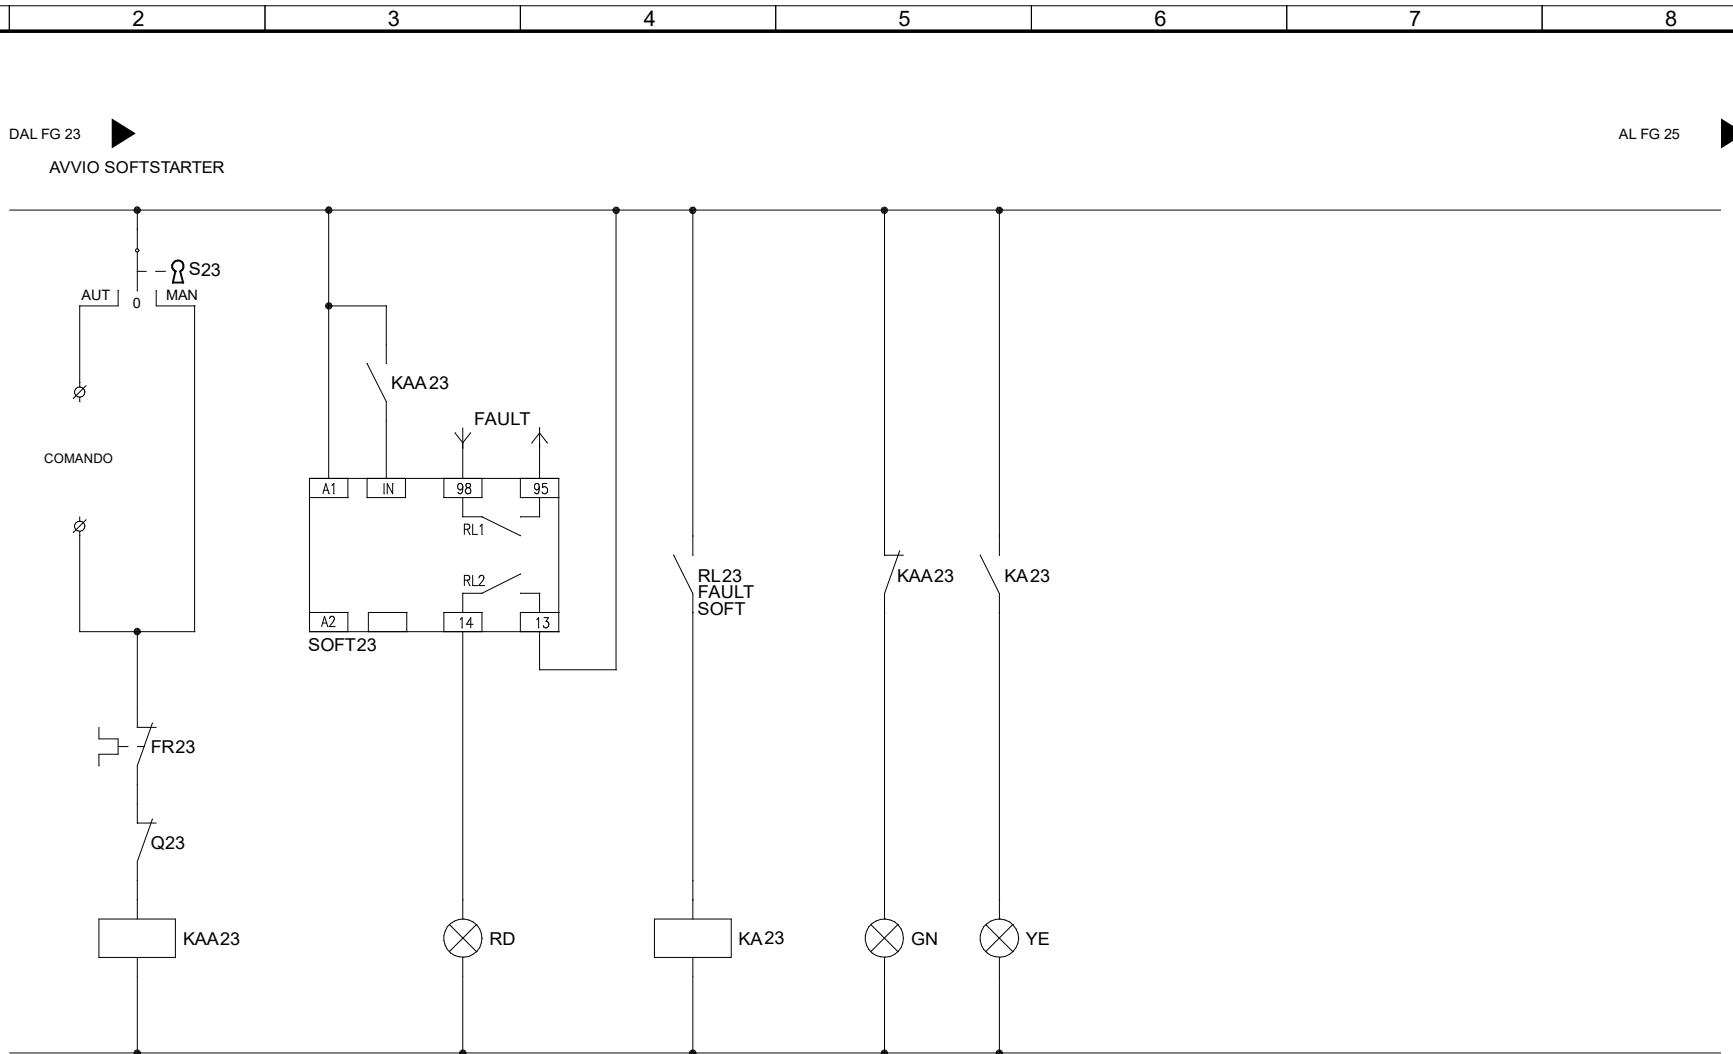 2 3 4 5 6 7 8
DAL FG 23
AL FG 25
AVVIO SOFTSTARTER
S23
AUT 0 MAN
KAA23
FAULT
COMANDO
A1 IN 98 95
RL1
RL2
A2 14 13
SOFT23
RL23
FAULT
SOFT
KAA23
KA23
FR23
Q23
KAA23
RD
KA23
GN
YE